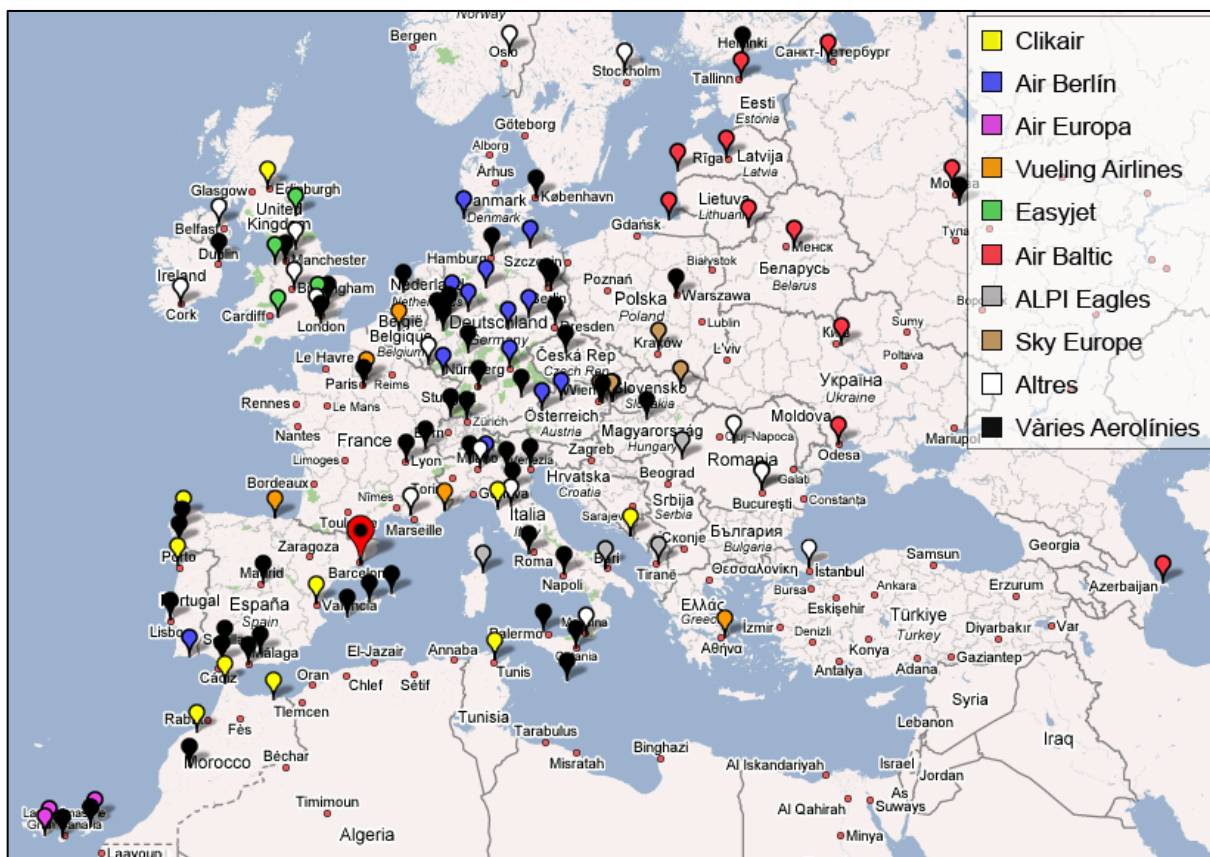 Norway
Bergen
Oslo
Stockholm
Helsinki
Санкт-Петербург
Tallinn
Eesti
Estonia
Göteborg
Alborg
Århus
København
Danmark
Denmark
Rīga
Latvija
Latvia
Lietuva
Lithuania
Glasgow
Edinburgh
United
Kingdom
Belfast
Dublin
Manchester
Ireland
Cork
Birmingham
Cardiff
London
Gdańsk
Менск
Беларусь
Belarus
Тула
Hamburg
Szczecin
Białystok
Poznań
Warszawa
Polska
Poland
Nederland
Netherlands
Berlin
België
Belgique
Belgium
Deutschland
Germany
Dresden
Lublin
Kraków
L'viv
Київ
Sumy
Poltava
Україна
Ukraine
Le Havre
Paris
Reims
Rennes
Le Mans
Nantes
Nürnberg
Česká Rep
Czech Rep
Wien
Slovensko
Slovakia
Österreich
Austria
Zürich
Bern
Magyarország
Hungary
Moldova
Odesa
Mariupol
France
Limoges
Lyon
Milano
Venezia
Zagreb
Hrvatska
Croatia
Beograd
Cluj-Napoca
Romania
Galati
București
Constanța
Bordeaux
Nîmes
Torino
Genova
Marseille
Toulouse
Italia
Sarajevo
Srbija
Serbia
Скопје
България
Bulgaria
Porto
Zaragoza
Barcelona
Madrid
España
Spain
Valencia
Portugal
Lisboa
Málaga
Cádiz
Roma
Napoli
Bari
Tiranë
Θεσσαλονίκη
Ελλάς
Greece
Αθήνα
İstanbul
Bursa
Samsun
Georgia
Azerbaijan
Ankara
Erzurum
Eskişehir
Türkiye
Turkey
İzmir
Denizli
Konya
Diyarbakır
Van
Antalya
Adana
Gaziantep
Palermo
Messina
Catania
El-Jazair
Annaba
Tunis
Oran
Chlef
Sétif
Tlemcen
Rabat
Fès
Tunisia
Tarabulus
Misratah
Binghazi
Syria
Lebanon
Iraq
Israel
Jordan
Al Iskandariyah
Al Qahirah
As
Suways
Minya
Béchar
Morocco
Timimoun
Algeria
Laayoun
Clikair
Air Berlín
Air Europa
Vueling Airlines
Easyjet
Air Baltic
ALPI Eagles
Sky Europe
Altres
Vàries Aerolínies